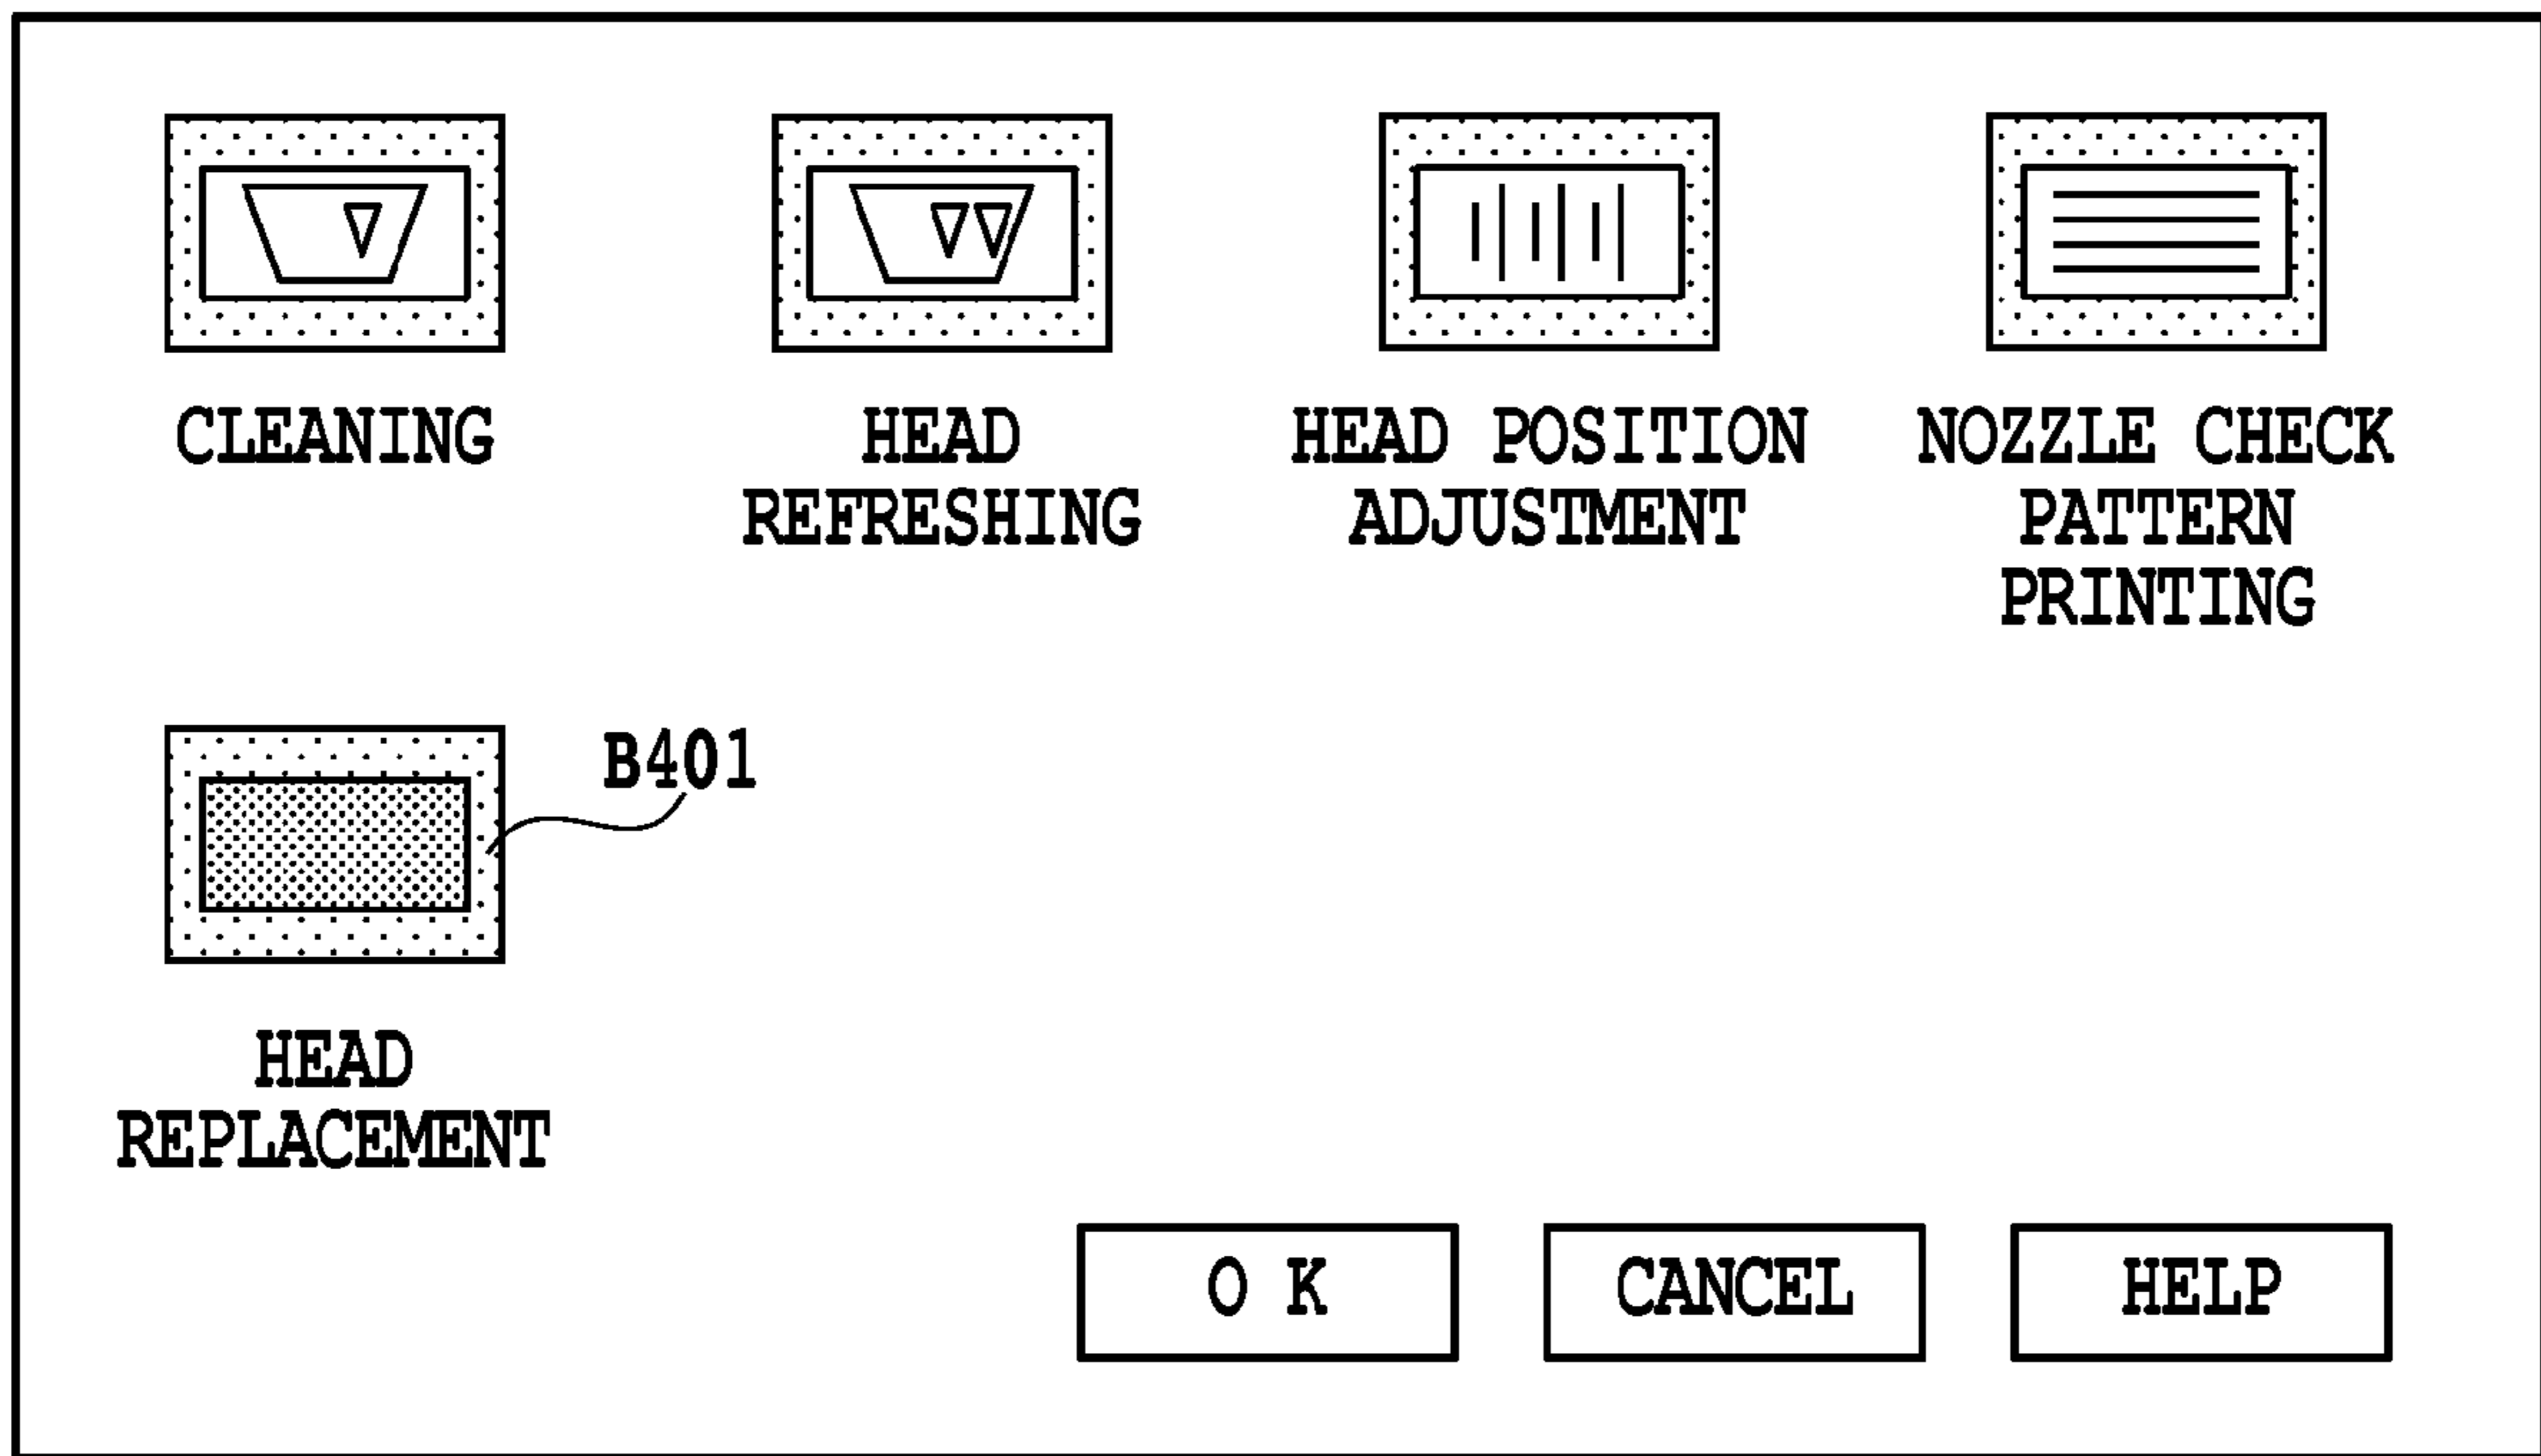 CLEANING
HEAD
REFRESHING
HEAD POSITION
ADJUSTMENT
NOZZLE CHECK
PATTERN
PRINTING
B401
HEAD
REPLACEMENT
O K
CANCEL
HELP